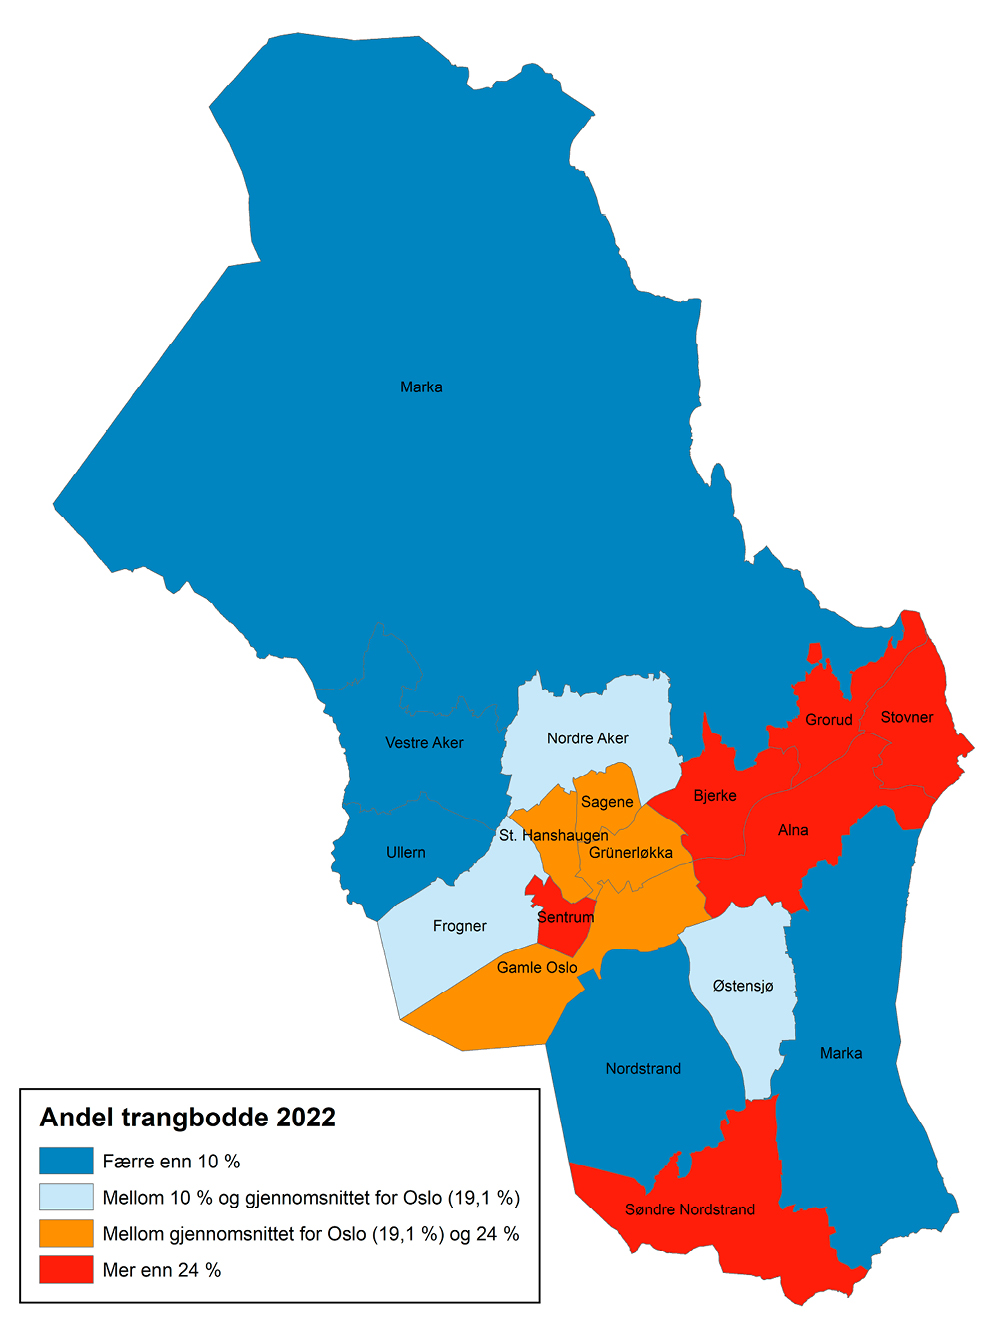 Marka
Grorud
Stovner
Vestre Aker
Nordre Aker
Bjerke
Sagene
Alna
St. Hanshaugen
Ullern
Grünerløkka
Sentrum
Frogner
Gamle Oslo
Østensjø
Marka
Nordstrand
Søndre Nordstrand
Andel trangbodde 2022
Færre enn 10 %
Mellom 10 % og gjennomsnittet for Oslo (19,1 %)
Mellom gjennomsnittet for Oslo (19,1 %) og 24 %
Mer enn 24 %